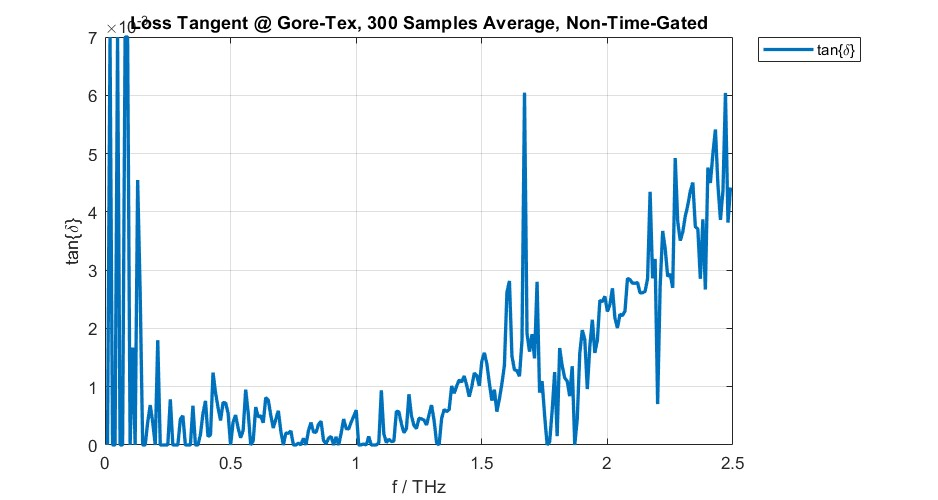 ×10⁻³
Loss Tangent @ Gore-Tex, 300 Samples Average, Non-Time-Gated
tan{δ}
7
6
5
4
3
2
1
0
tan{δ}
0 0.5 1 1.5 2 2.5
f / THz